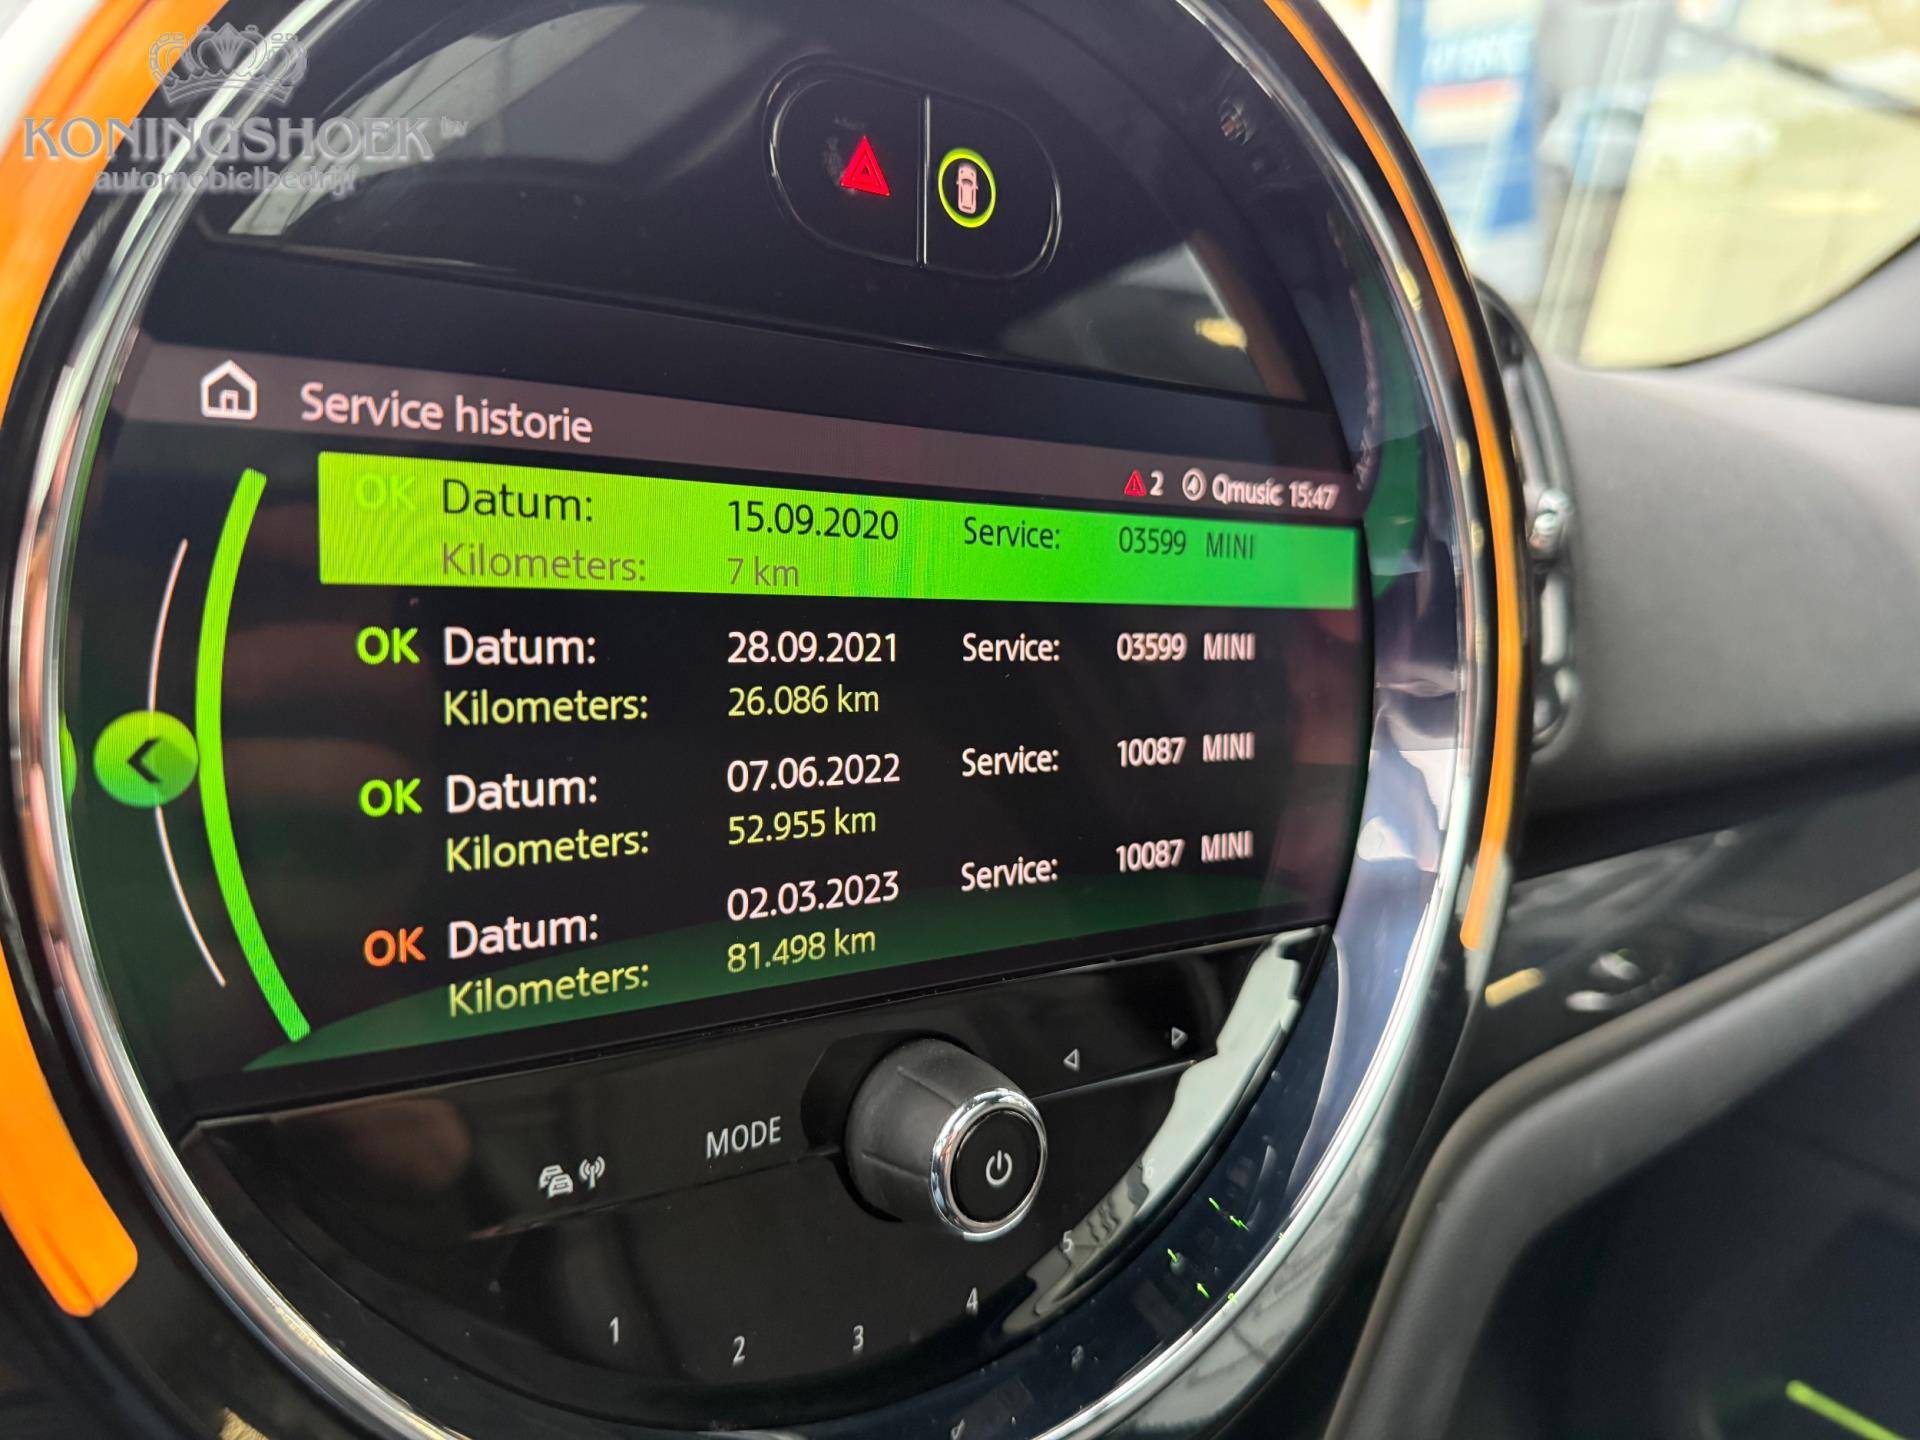 KONINGSHOEK bv
automobielbedrijf
Service historie
2 Qmusic 15:47
OK Datum: 15.09.2020 Service: 03599 MINI
Kilometers: 7 km
OK Datum: 28.09.2021 Service: 03599 MINI
Kilometers: 26.086 km
OK Datum: 07.06.2022 Service: 10087 MINI
Kilometers: 52.955 km
OK Datum: 02.03.2023 Service: 10087 MINI
Kilometers: 81.498 km
MODE
1 2 3 4 5 6